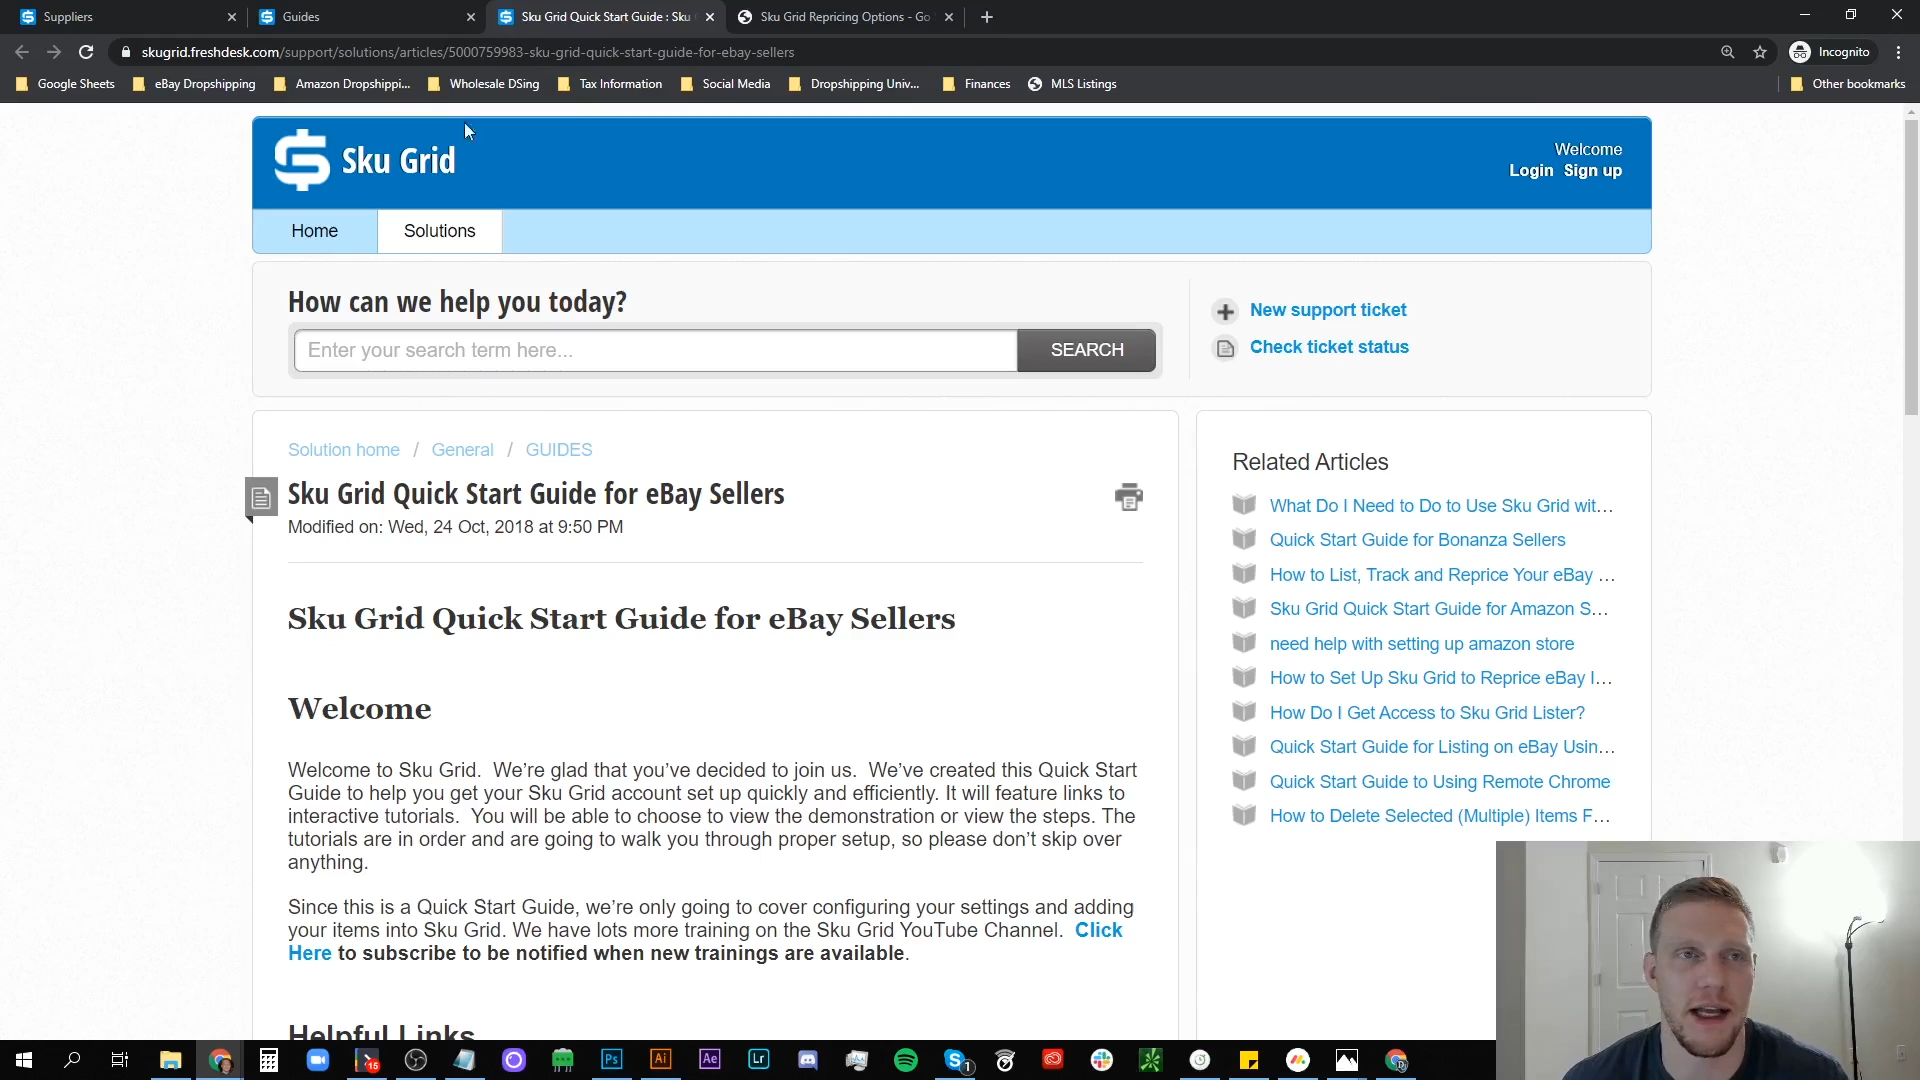 Suppliers
Guides
Sku Grid Quick Start Guide : Sku
Sku Grid Repricing Options - Go
skugrid.freshdesk.com/support/solutions/articles/5000759983-sku-grid-quick-start-guide-for-ebay-sellers
Incognito
Google Sheets
eBay Dropshipping
Amazon Dropshippi...
Wholesale DSing
Tax Information
Social Media
Dropshipping Univ...
Finances
MLS Listings
Other bookmarks
Sku Grid
Welcome
Login Sign up
Home
Solutions
How can we help you today?
Enter your search term here...
SEARCH
New support ticket
Check ticket status
Solution home / General / GUIDES
Sku Grid Quick Start Guide for eBay Sellers
Modified on: Wed, 24 Oct, 2018 at 9:50 PM
Sku Grid Quick Start Guide for eBay Sellers
Welcome
Welcome to Sku Grid. We're glad that you've decided to join us. We've created this Quick Start
Guide to help you get your Sku Grid account set up quickly and efficiently. It will feature links to
interactive tutorials. You will be able to choose to view the demonstration or view the steps. The
tutorials are in order and are going to walk you through proper setup, so please don't skip over
anything.
Since this is a Quick Start Guide, we're only going to cover configuring your settings and adding
your items into Sku Grid. We have lots more training on the Sku Grid YouTube Channel. Click
Here to subscribe to be notified when new trainings are available.
Helpful Links
Related Articles
What Do I Need to Do to Use Sku Grid wit...
Quick Start Guide for Bonanza Sellers
How to List, Track and Reprice Your eBay ...
Sku Grid Quick Start Guide for Amazon S...
need help with setting up amazon store
How to Set Up Sku Grid to Reprice eBay I...
How Do I Get Access to Sku Grid Lister?
Quick Start Guide for Listing on eBay Usin...
Quick Start Guide to Using Remote Chrome
How to Delete Selected (Multiple) Items F...
15
Ps
Ai
Ae
Lr
1